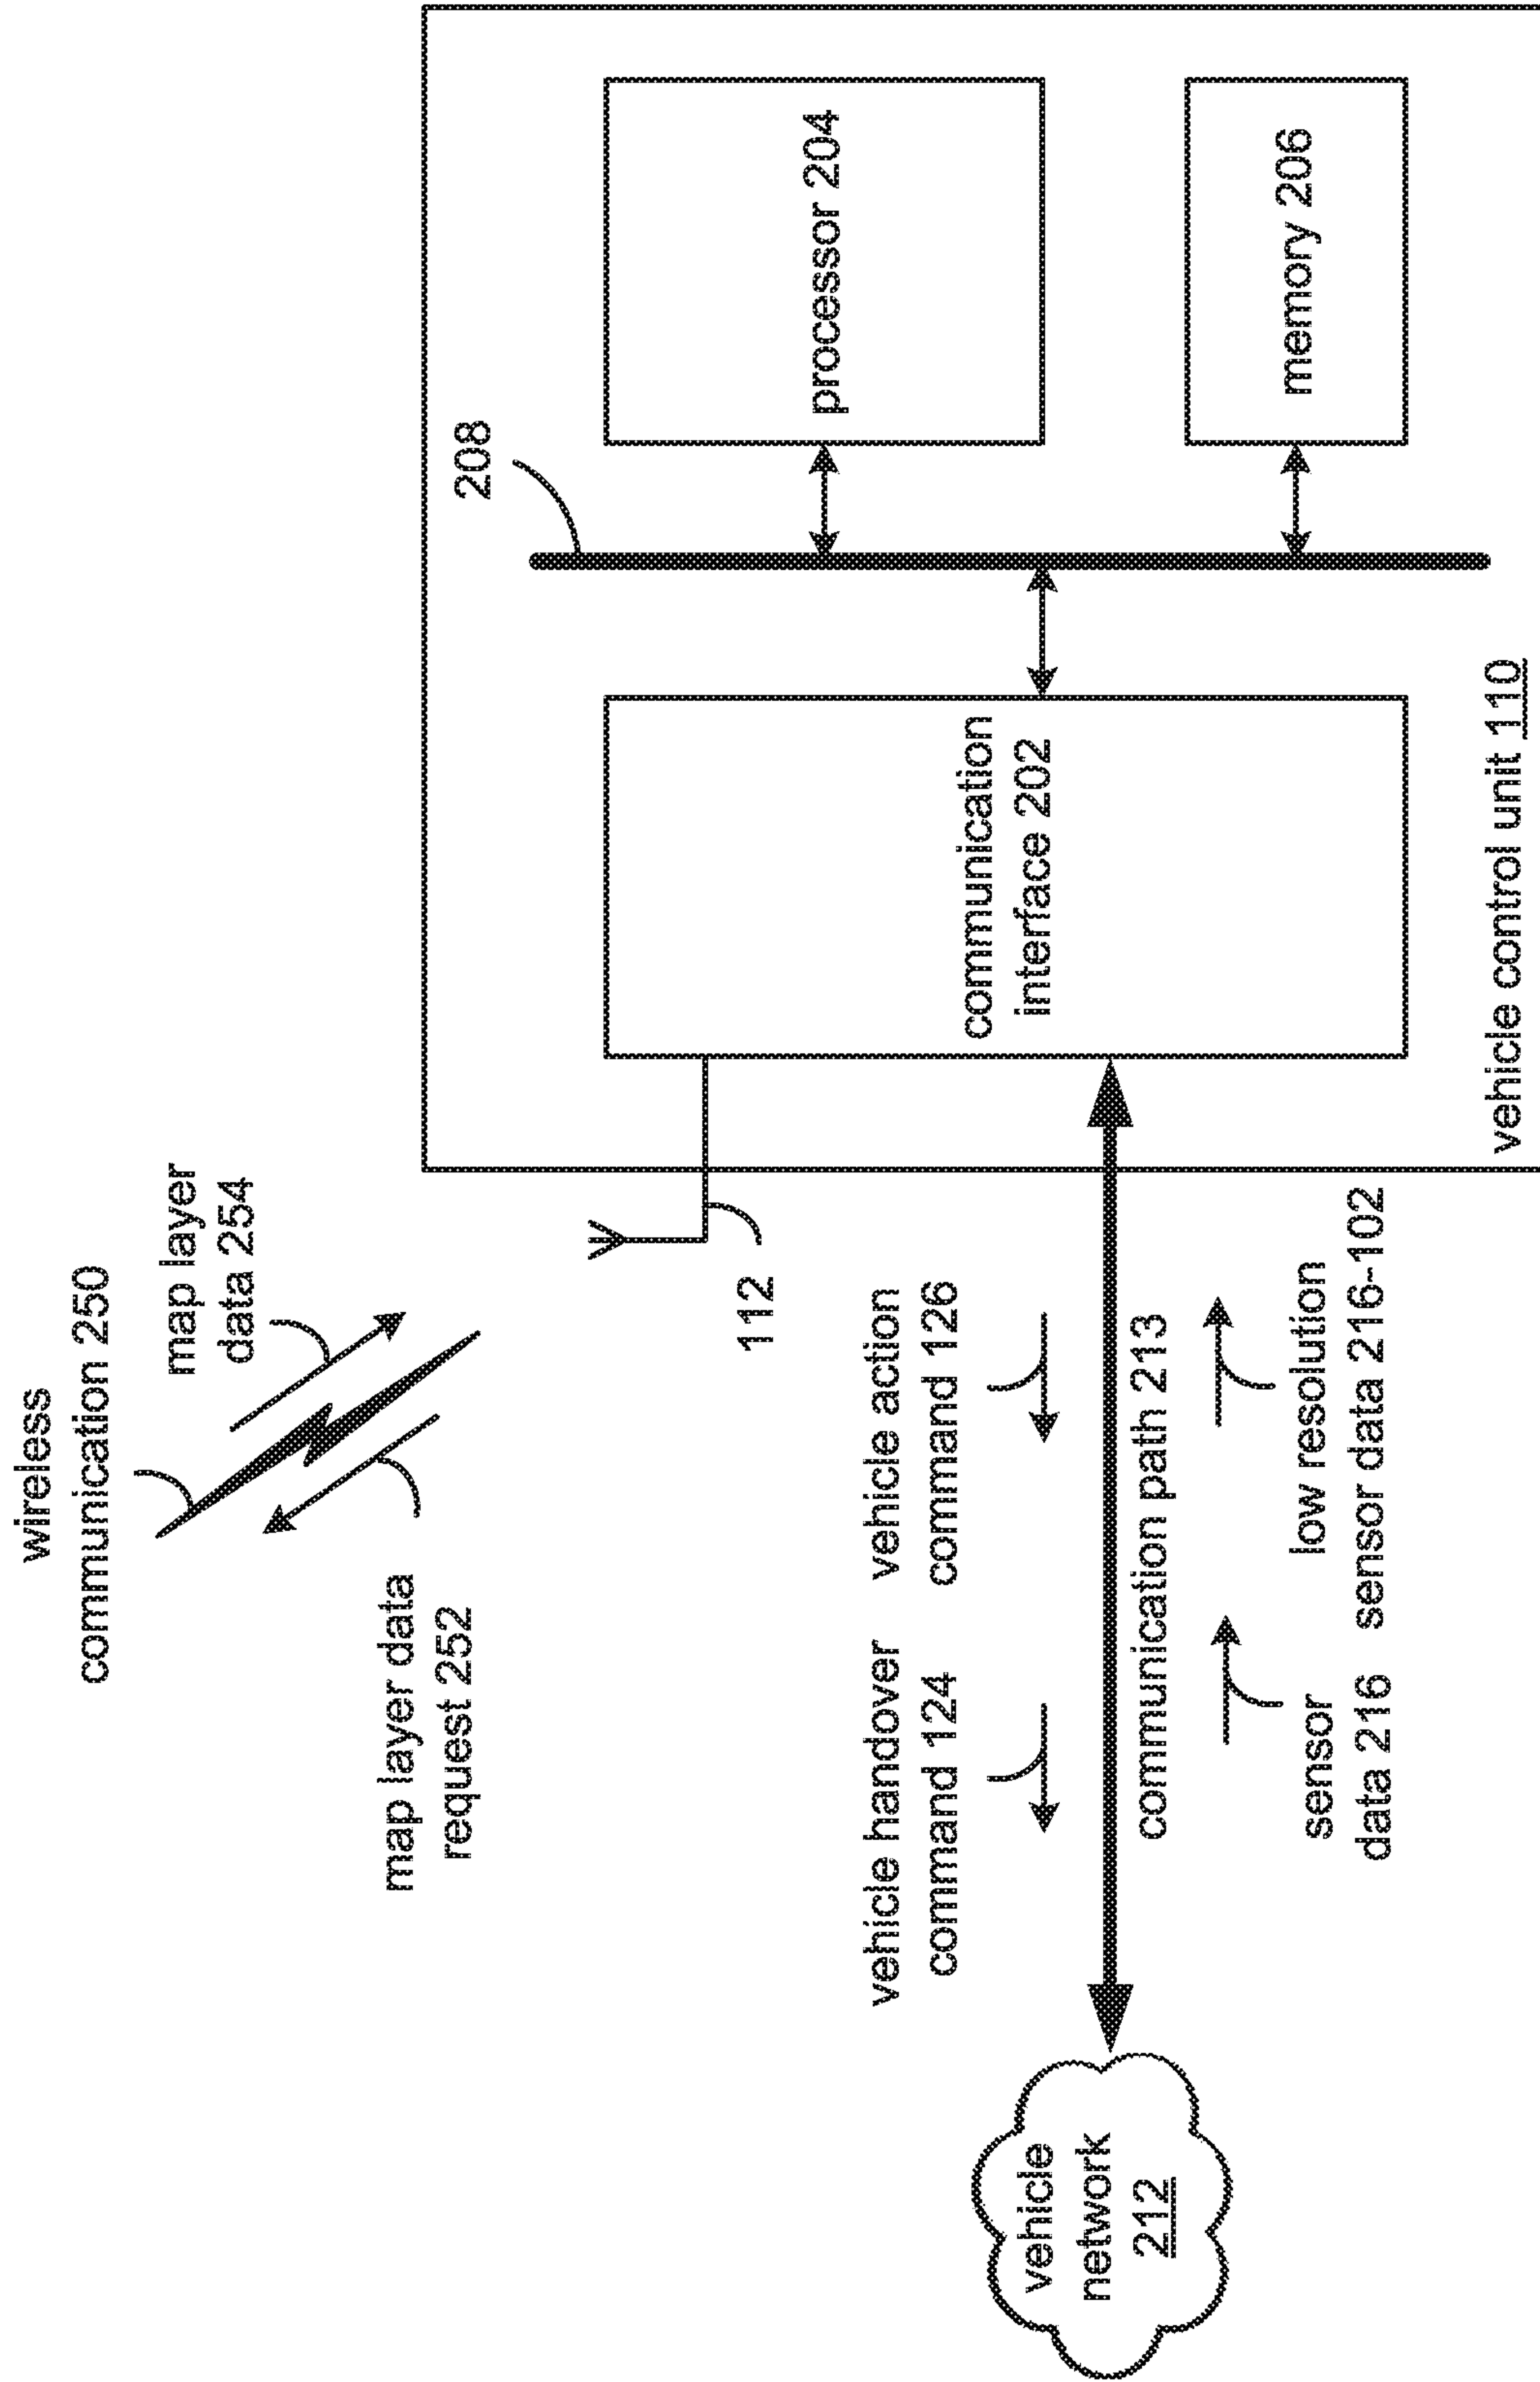 wireless
communication 250
map layer
data 254
map layer data
request 252
112
208
processor 204
memory 206
communication
interface 202
vehicle control unit 110
vehicle handover
command 124
vehicle action
command 126
communication path 213
sensor
data 216
low resolution
sensor data 216-102
vehicle
network
212